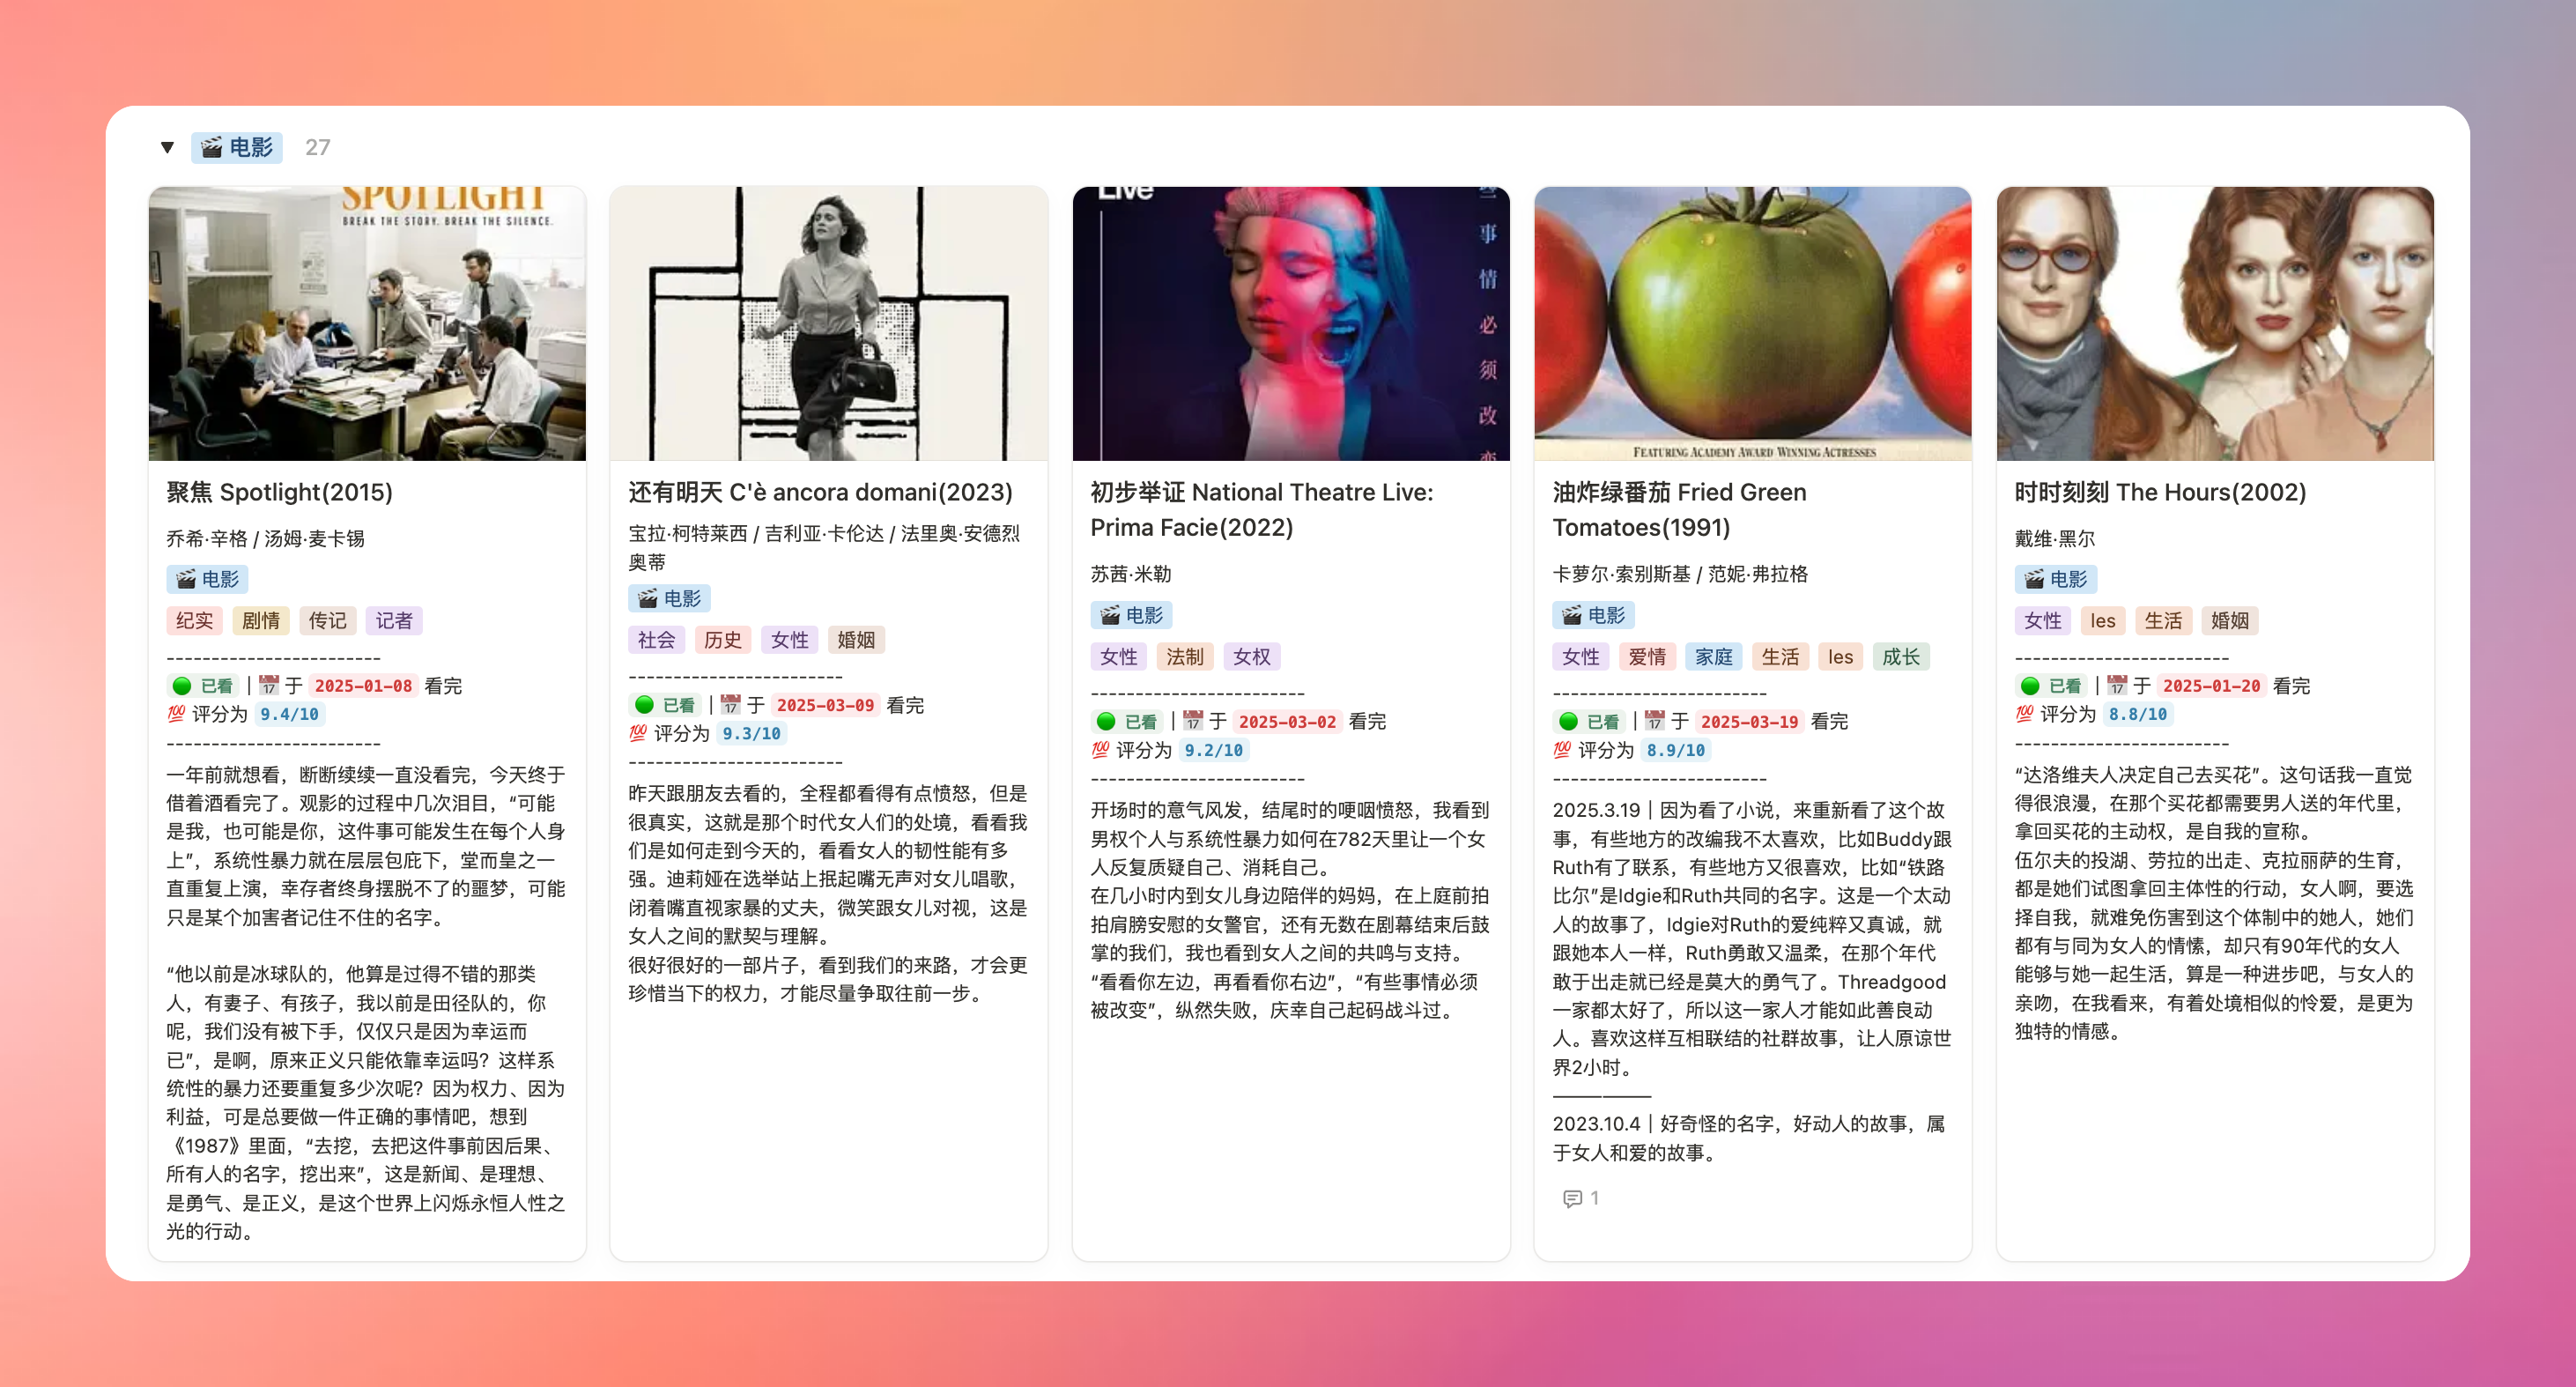 电影 27
SPOTLIGHT
BREAK THE STORY. BREAK THE SILENCE.
聚焦 Spotlight(2015)
乔希·辛格 / 汤姆·麦卡锡
电影
纪实 剧情 传记 记者
------------------------
已看 | 17 于 2025-01-08 看完
💯 评分为 9.4/10
------------------------
一年前就想看，断断续续一直没看完，今天终于
借着酒看完了。观影的过程中几次泪目，“可能
是我，也可能是你，这件事可能发生在每个人身
上”，系统性暴力就在层层包庇下，堂而皇之一
直重复上演，幸存者终身摆脱不了的噩梦，可能
只是某个加害者记住不住的名字。
“他以前是冰球队的，他算是过得不错的那类
人，有妻子、有孩子，我以前是田径队的，你
呢，我们没有被下手，仅仅只是因为幸运而
已”，是啊，原来正义只能依靠幸运吗？这样系
统性的暴力还要重复多少次呢？因为权力、因为
利益，可是总要做一件正确的事情吧，想到
《1987》里面，“去挖，去把这件事前因后果、
所有人的名字，挖出来”，这是新闻、是理想、
是勇气、是正义，是这个世界上闪烁永恒人性之
光的行动。
还有明天 C'è ancora domani(2023)
宝拉·柯特莱西 / 吉利亚·卡伦达 / 法里奥·安德烈
奥蒂
电影
社会 历史 女性 婚姻
------------------------
已看 | 17 于 2025-03-09 看完
💯 评分为 9.3/10
------------------------
昨天跟朋友去看的，全程都看得有点愤怒，但是
很真实，这就是那个时代女人们的处境，看看我
们是如何走到今天的，看看女人的韧性能有多
强。迪莉娅在选举站上抿起嘴无声对女儿唱歌，
闭着嘴直视家暴的丈夫，微笑跟女儿对视，这是
女人之间的默契与理解。
很好很好的一部片子，看到我们的来路，才会更
珍惜当下的权力，才能尽量争取往前一步。
Live
些事情必须改变
初步举证 National Theatre Live:
Prima Facie(2022)
苏茜·米勒
电影
女性 法制 女权
------------------------
已看 | 17 于 2025-03-02 看完
💯 评分为 9.2/10
------------------------
开场时的意气风发，结尾时的哽咽愤怒，我看到
男权个人与系统性暴力如何在782天里让一个女
人反复质疑自己、消耗自己。
在几小时内到女儿身边陪伴的妈妈，在上庭前拍
拍肩膀安慰的女警官，还有无数在剧幕结束后鼓
掌的我们，我也看到女人之间的共鸣与支持。
“看看你左边，再看看你右边”，“有些事情必须
被改变”，纵然失败，庆幸自己起码战斗过。
FEATURING ACADEMY AWARD WINNING ACTRESSES
油炸绿番茄 Fried Green
Tomatoes(1991)
卡萝尔·索别斯基 / 范妮·弗拉格
电影
女性 爱情 家庭 生活 les 成长
------------------------
已看 | 17 于 2025-03-19 看完
💯 评分为 8.9/10
------------------------
2025.3.19｜因为看了小说，来重新看了这个故
事，有些地方的改编我不太喜欢，比如Buddy跟
Ruth有了联系，有些地方又很喜欢，比如“铁路
比尔”是Idgie和Ruth共同的名字。这是一个太动
人的故事了，Idgie对Ruth的爱纯粹又真诚，就
跟她本人一样，Ruth勇敢又温柔，在那个年代
敢于出走就已经是莫大的勇气了。Threadgood
一家都太好了，所以这一家人才能如此善良动
人。喜欢这样互相联结的社群故事，让人原谅世
界2小时。
—————
2023.10.4｜好奇怪的名字，好动人的故事，属
于女人和爱的故事。
1
时时刻刻 The Hours(2002)
戴维·黑尔
电影
女性 les 生活 婚姻
------------------------
已看 | 17 于 2025-01-20 看完
💯 评分为 8.8/10
------------------------
“达洛维夫人决定自己去买花”。这句话我一直觉
得很浪漫，在那个买花都需要男人送的年代里，
拿回买花的主动权，是自我的宣称。
伍尔夫的投湖、劳拉的出走、克拉丽萨的生育，
都是她们试图拿回主体性的行动，女人啊，要选
择自我，就难免伤害到这个体制中的她人，她们
都有与同为女人的情愫，却只有90年代的女人
能够与她一起生活，算是一种进步吧，与女人的
亲吻，在我看来，有着处境相似的怜爱，是更为
独特的情感。